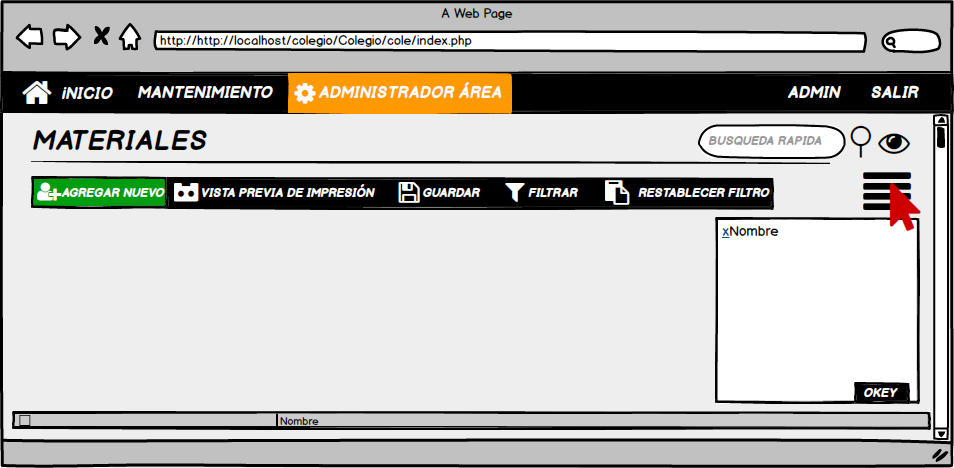 A Web Page
http://http://localhost/colegio/Colegio/cole/index.php
iNICIO MANTENIMIENTO ADMINISTRADOR ÁREA ADMIN SALIR
MATERIALES BUSQUEDA RAPIDA
AGREGAR NUEVO VISTA PREVIA DE IMPRESIÓN GUARDAR FILTRAR RESTABLECER FILTRO
xNombre
OKEY
Nombre